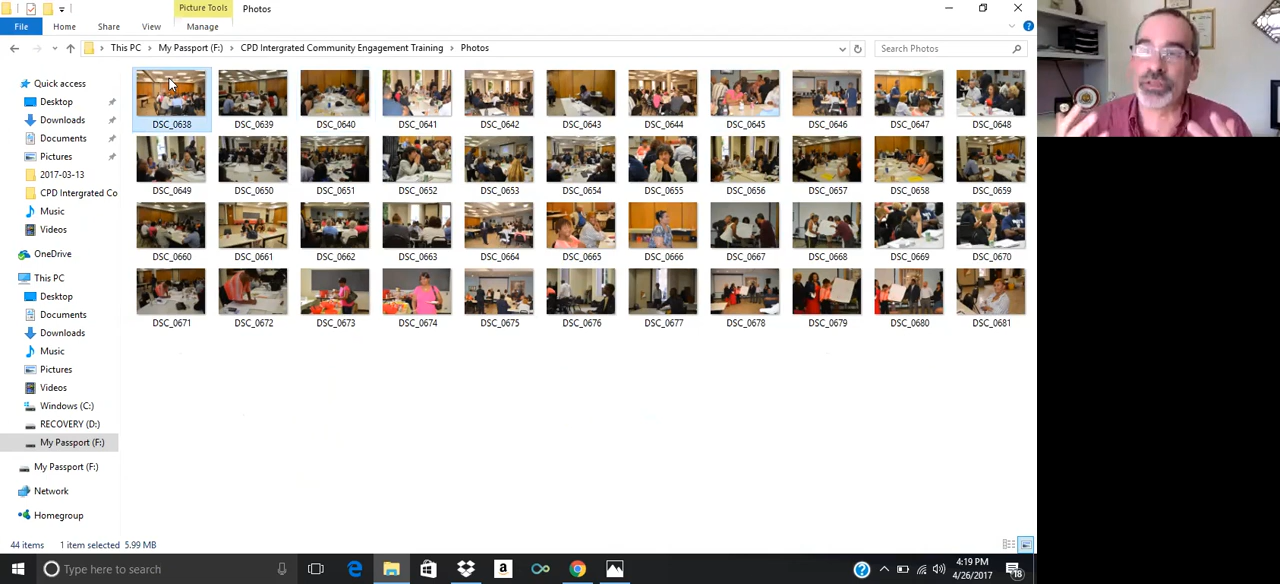 Picture Tools
Photos
File
Home
Share
View
Manage
This PC
My Passport (F:)
CPD Intergrated Community Engagement Training
Photos
Search Photos
Quick access
Desktop
Downloads
Documents
Pictures
2017-03-13
CPD Intergrated Co
Music
Videos
OneDrive
This PC
Desktop
Documents
Downloads
Music
Pictures
Videos
Windows (C:)
RECOVERY (D:)
My Passport (F:)
My Passport (F:)
Network
Homegroup
DSC_0638 DSC_0639 DSC_0640 DSC_0641 DSC_0642 DSC_0643 DSC_0644 DSC_0645 DSC_0646 DSC_0647 DSC_0648
DSC_0649 DSC_0650 DSC_0651 DSC_0652 DSC_0653 DSC_0654 DSC_0655 DSC_0656 DSC_0657 DSC_0658 DSC_0659
DSC_0660 DSC_0661 DSC_0662 DSC_0663 DSC_0664 DSC_0665 DSC_0666 DSC_0667 DSC_0668 DSC_0669 DSC_0670
DSC_0671 DSC_0672 DSC_0673 DSC_0674 DSC_0675 DSC_0676 DSC_0677 DSC_0678 DSC_0679 DSC_0680 DSC_0681
44 items 1 item selected 5.99 MB
Type here to search
4:19 PM
4/26/2017
18